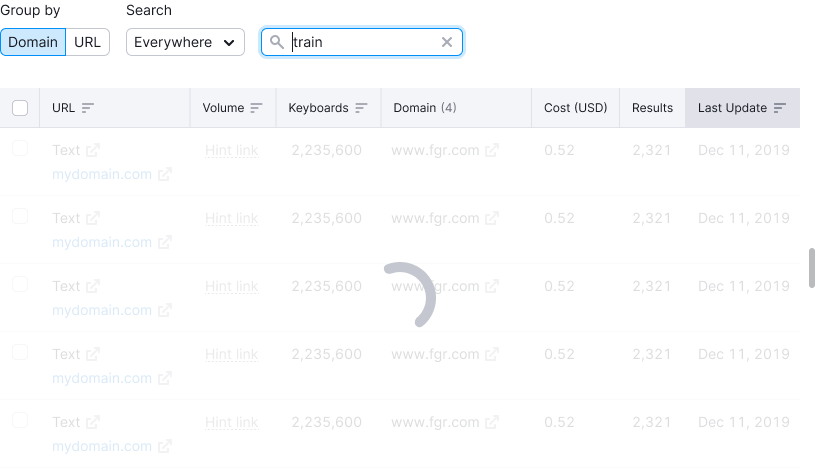 Group by Search
Domain URL Everywhere train
URL Volume Keyboards Domain (4) Cost (USD) Results Last Update
Text Hint link 2,235,600 www.fgr.com 0.52 2,321 Dec 11, 2019
mydomain.com
Text Hint link 2,235,600 www.fgr.com 0.52 2,321 Dec 11, 2019
mydomain.com
Text Hint link 2,235,600 www.fgr.com 0.52 2,321 Dec 11, 2019
mydomain.com
Text Hint link 2,235,600 www.fgr.com 0.52 2,321 Dec 11, 2019
mydomain.com
Text Hint link 2,235,600 www.fgr.com 0.52 2,321 Dec 11, 2019
mydomain.com